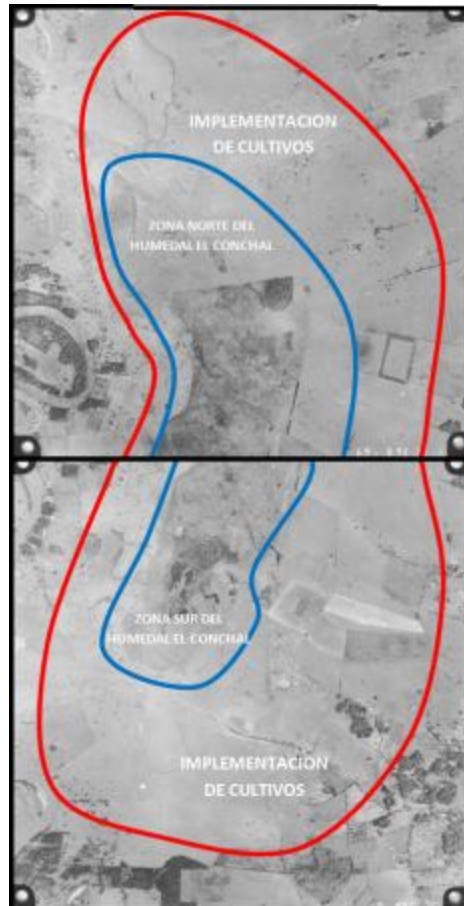 IMPLEMENTACION
DE CULTIVOS
ZONA NORTE DEL
HUMEDAL EL CONCHAL
ZONA SUR DEL
HUMEDAL EL CONCHAL
IMPLEMENTACION
DE CULTIVOS